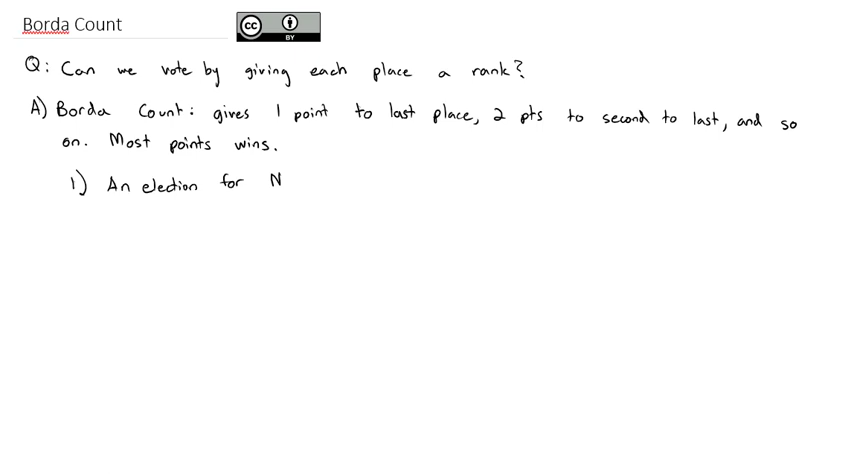 Borda Count
cc BY
Q: Can we vote by giving each place a rank?
A) Borda Count: gives 1 point to last place, 2 pts to second to last, and so
on. Most points wins.
1) An election for N